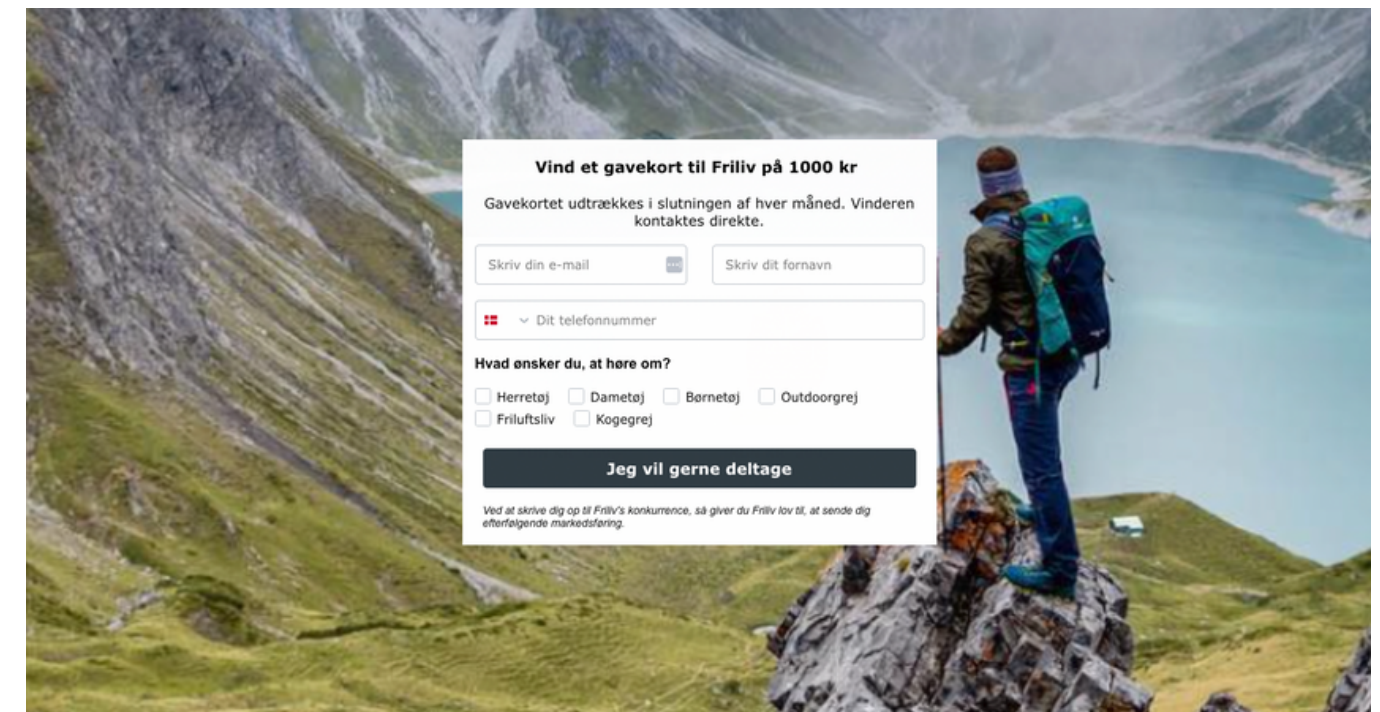 Vind et gavekort til Friliv på 1000 kr
Gavekortet udtrækkes i slutningen af hver måned. Vinderen
kontaktes direkte.
Skriv din e-mail
Skriv dit fornavn
Dit telefonnummer
Hvad ønsker du, at høre om?
Herretøj Dametøj Børnetøj Outdoorgrej
Friluftsliv Kogegrej
Jeg vil gerne deltage
Ved at skrive dig op til Friliv's konkurrence, så giver du Friliv lov til, at sende dig
efterfølgende markedsføring.